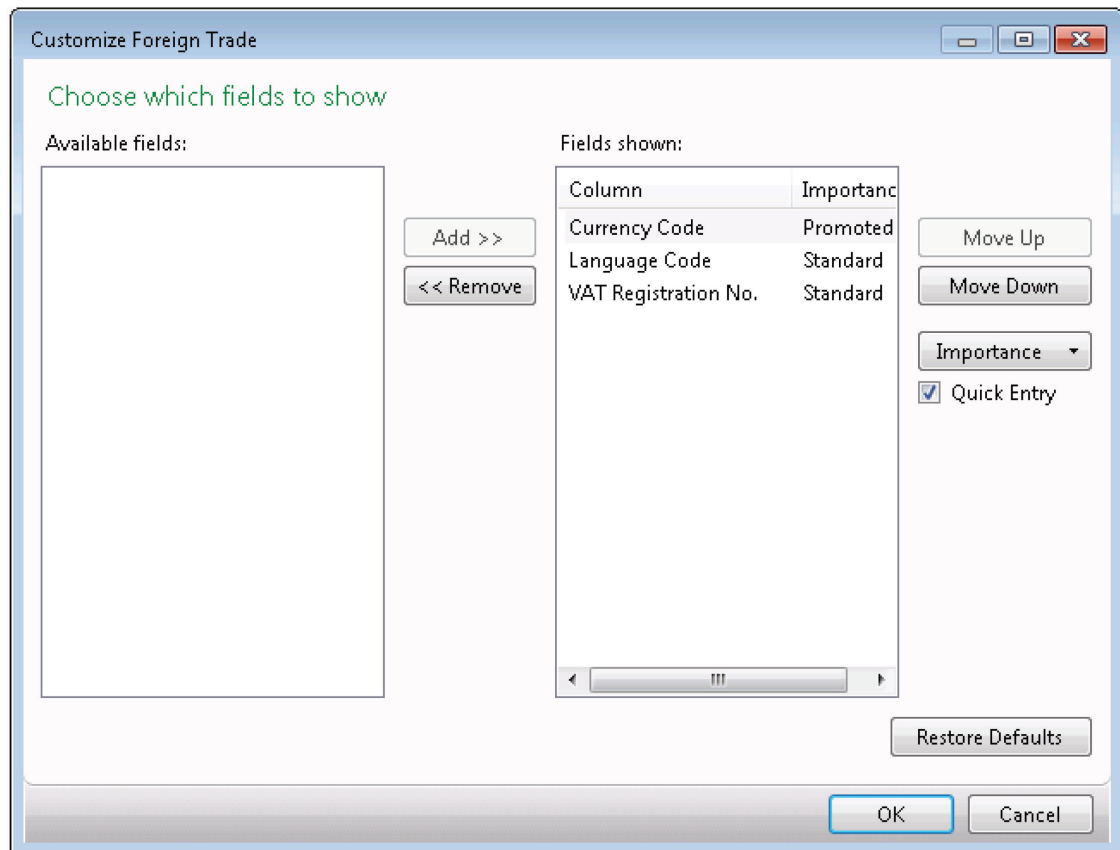 Customize Foreign Trade
Choose which fields to show
Available fields:
Fields shown:
Column Importanc
Currency Code Promoted
Language Code Standard
VAT Registration No. Standard
Add >>
<< Remove
Move Up
Move Down
Importance
Quick Entry
Restore Defaults
OK
Cancel